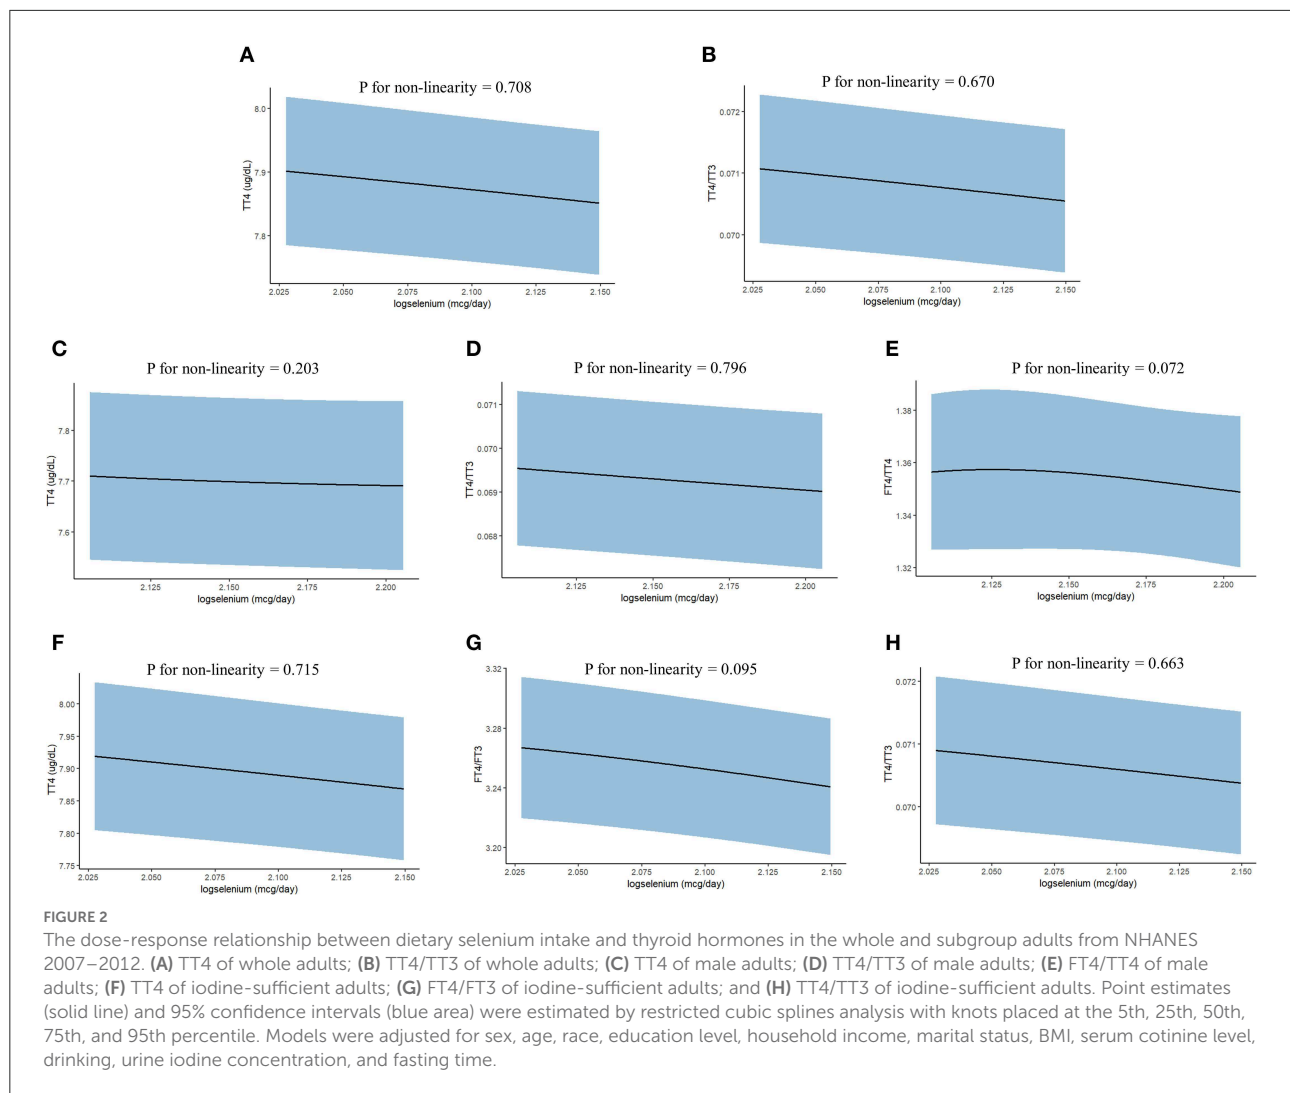 A
P for non-linearity = 0.708
TT4 (ug/dL)
8.0
7.9
7.8
2.025 2.050 2.075 2.100 2.125 2.150
logselenium (mcg/day)
B
P for non-linearity = 0.670
TT4/TT3
0.072
0.071
0.070
2.025 2.050 2.075 2.100 2.125 2.150
logselenium (mcg/day)
C
P for non-linearity = 0.203
TT4 (ug/dL)
7.8
7.7
7.6
2.125 2.150 2.175 2.200
logselenium (mcg/day)
D
P for non-linearity = 0.796
TT4/TT3
0.071
0.070
0.069
0.068
2.125 2.150 2.175 2.200
logselenium (mcg/day)
E
P for non-linearity = 0.072
FT4/TT4
1.38
1.36
1.34
1.32
2.125 2.150 2.175 2.200
logselenium (mcg/day)
F
P for non-linearity = 0.715
TT4 (ug/dL)
8.00
7.95
7.90
7.85
7.80
7.75
2.025 2.050 2.075 2.100 2.125 2.150
logselenium (mcg/day)
G
P for non-linearity = 0.095
FT4/FT3
3.32
3.28
3.24
3.20
2.025 2.050 2.075 2.100 2.125 2.150
logselenium (mcg/day)
H
P for non-linearity = 0.663
TT4/TT3
0.072
0.071
0.070
2.025 2.050 2.075 2.100 2.125 2.150
logselenium (mcg/day)
FIGURE 2
The dose-response relationship between dietary selenium intake and thyroid hormones in the whole and subgroup adults from NHANES
2007–2012. (A) TT4 of whole adults; (B) TT4/TT3 of whole adults; (C) TT4 of male adults; (D) TT4/TT3 of male adults; (E) FT4/TT4 of male
adults; (F) TT4 of iodine-sufficient adults; (G) FT4/FT3 of iodine-sufficient adults; and (H) TT4/TT3 of iodine-sufficient adults. Point estimates
(solid line) and 95% confidence intervals (blue area) were estimated by restricted cubic splines analysis with knots placed at the 5th, 25th, 50th,
75th, and 95th percentile. Models were adjusted for sex, age, race, education level, household income, marital status, BMI, serum cotinine level,
drinking, urine iodine concentration, and fasting time.